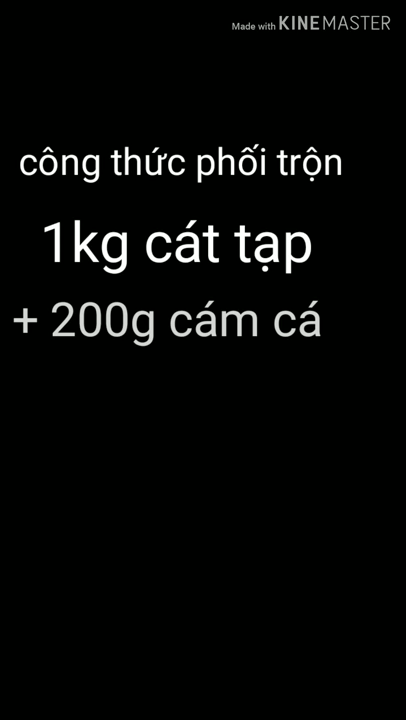 Made with KINEMASTER
công thức phối trộn
1kg cát tạp
+ 200g cám cá